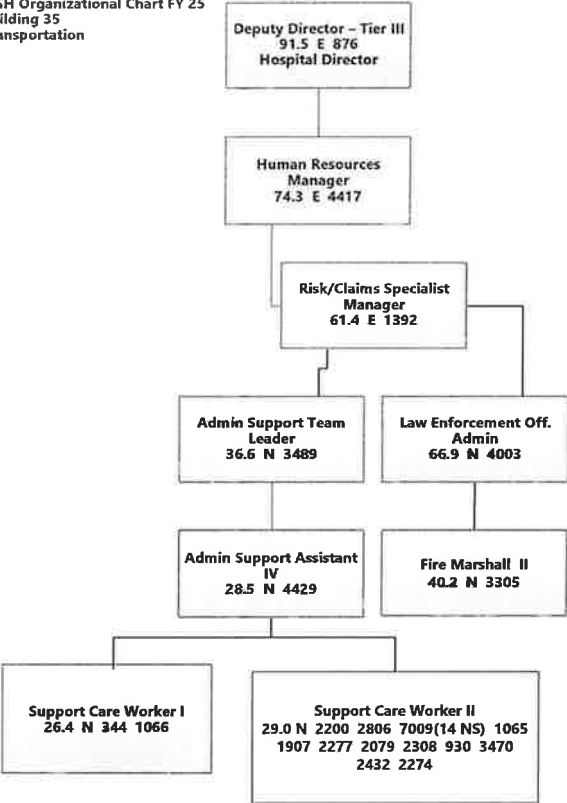 Organizational Chart FY 25
35
Deputy Director – Tier III
91.5 E 876
Hospital Director
Human Resources
Manager
74.3 E 4417
Risk/Claims Specialist
Manager
61.4 E 1392
Admin Support Team
Leader
36.6 N 3489
Law Enforcement Off.
Admin
66.9 N 4003
Admin Support Assistant
IV
28.5 N 4429
Fire Marshall II
40.2 N 3305
Support Care Worker I
26.4 N 344 1066
Support Care Worker II
29.0 N 2200 2806 7009(14 NS) 1065
1907 2277 2079 2308 930 3470
2432 2274